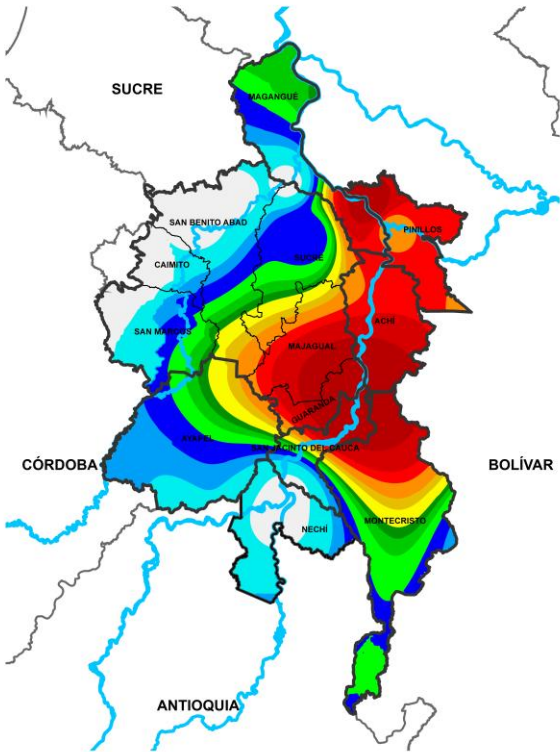 SUCRE
MAGANGUÉ
SAN BENITO ABAD
PINILLOS
SUCRE
CAIMITO
ACHÍ
SAN MARCOS
MAJAGUAL
GUARANDA
AYAPEL
SAN JACINTO DEL CAUCA
CÓRDOBA
BOLÍVAR
MONTECRISTO
NECHÍ
ANTIOQUIA